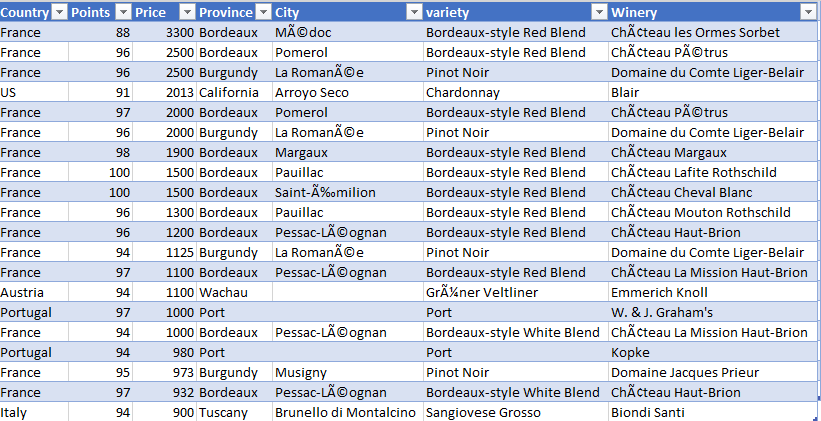 Country Points Price Province City variety Winery
France 88 3300 Bordeaux MÃ©doc Bordeaux-style Red Blend ChÃ¢teau les Ormes Sorbet
France 96 2500 Bordeaux Pomerol Bordeaux-style Red Blend ChÃ¢teau PÃ©trus
France 96 2500 Burgundy La RomanÃ©e Pinot Noir Domaine du Comte Liger-Belair
US 91 2013 California Arroyo Seco Chardonnay Blair
France 97 2000 Bordeaux Pomerol Bordeaux-style Red Blend ChÃ¢teau PÃ©trus
France 96 2000 Burgundy La RomanÃ©e Pinot Noir Domaine du Comte Liger-Belair
France 98 1900 Bordeaux Margaux Bordeaux-style Red Blend ChÃ¢teau Margaux
France 100 1500 Bordeaux Pauillac Bordeaux-style Red Blend ChÃ¢teau Lafite Rothschild
France 100 1500 Bordeaux Saint-Ã‰milion Bordeaux-style Red Blend ChÃ¢teau Cheval Blanc
France 96 1300 Bordeaux Pauillac Bordeaux-style Red Blend ChÃ¢teau Mouton Rothschild
France 96 1200 Bordeaux Pessac-LÃ©ognan Bordeaux-style Red Blend ChÃ¢teau Haut-Brion
France 94 1125 Burgundy La RomanÃ©e Pinot Noir Domaine du Comte Liger-Belair
France 97 1100 Bordeaux Pessac-LÃ©ognan Bordeaux-style Red Blend ChÃ¢teau La Mission Haut-Brion
Austria 94 1100 Wachau GrÃ¼ner Veltliner Emmerich Knoll
Portugal 97 1000 Port Port W. & J. Graham's
France 94 1000 Bordeaux Pessac-LÃ©ognan Bordeaux-style White Blend ChÃ¢teau La Mission Haut-Brion
Portugal 94 980 Port Port Kopke
France 95 973 Burgundy Musigny Pinot Noir Domaine Jacques Prieur
France 97 932 Bordeaux Pessac-LÃ©ognan Bordeaux-style White Blend ChÃ¢teau Haut-Brion
Italy 94 900 Tuscany Brunello di Montalcino Sangiovese Grosso Biondi Santi